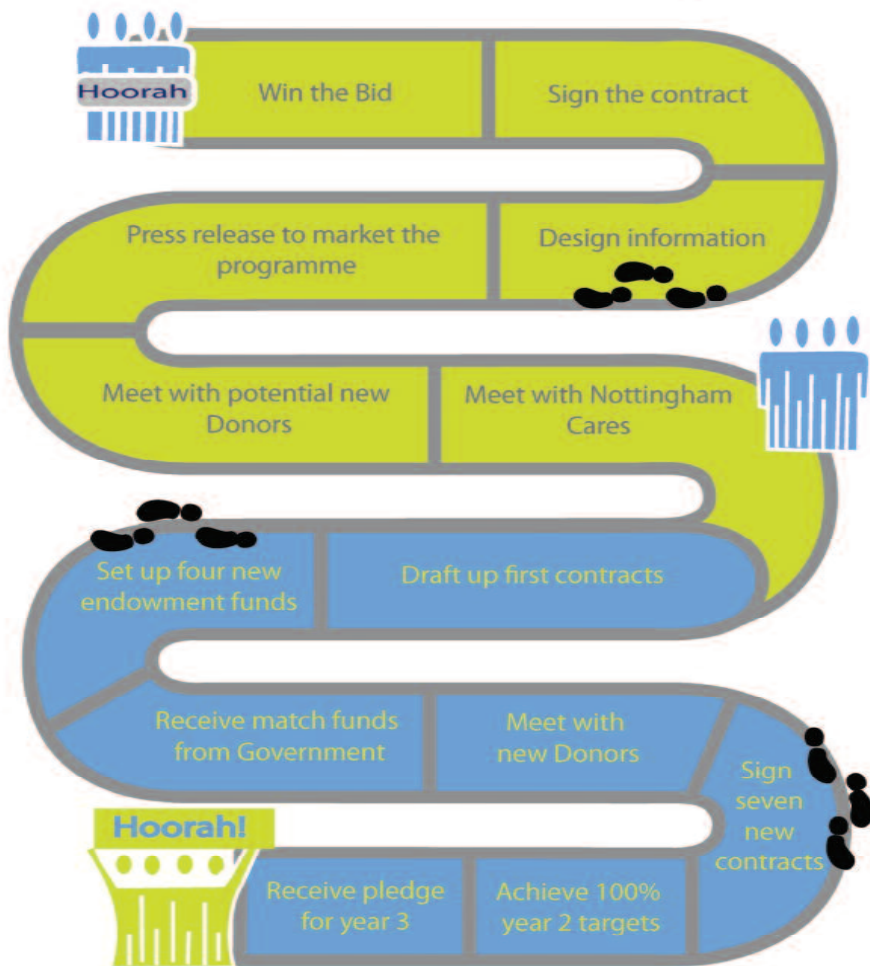 Hoorah
Win the Bid
Sign the contract
Design information
Press release to market the
programme
Meet with potential new
Donors
Meet with Nottingham
Cares
Draft up first contracts
Set up four new
endowment funds
Receive match funds
from Government
Meet with
new Donors
Sign
seven
new
contracts
Achieve 100%
year 2 targets
Receive pledge
for year 3
Hoorah!